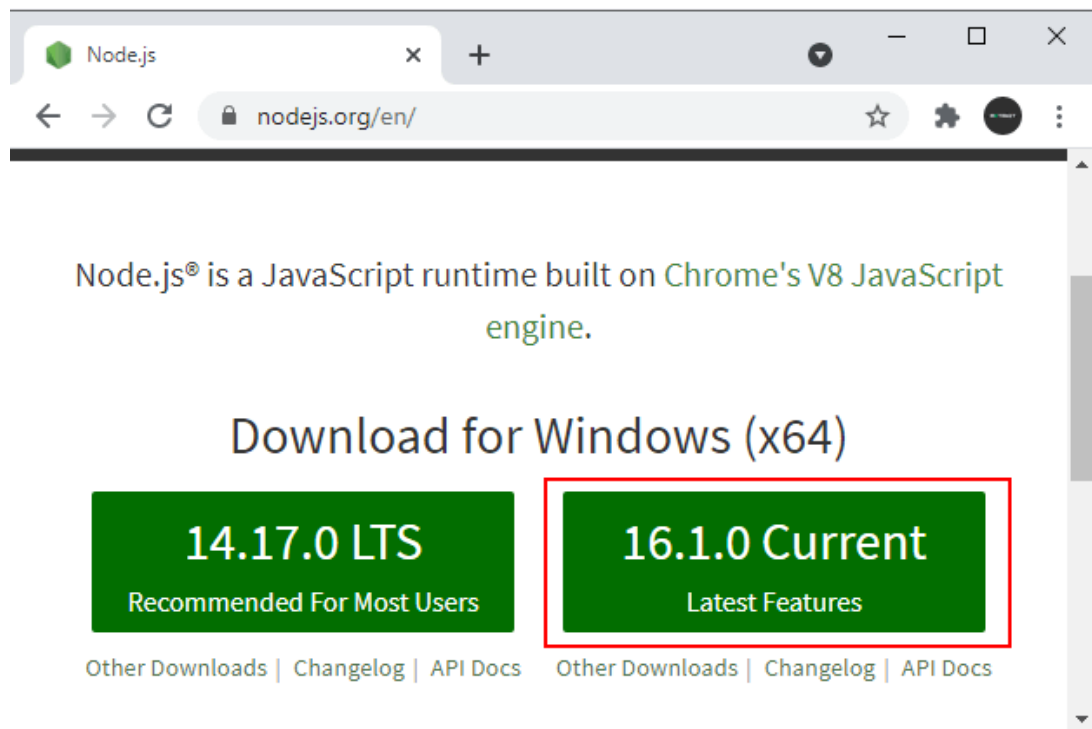 Node.js
nodejs.org/en/
Node.js® is a JavaScript runtime built on Chrome's V8 JavaScript
engine.
Download for Windows (x64)
14.17.0 LTS
Recommended For Most Users
16.1.0 Current
Latest Features
Other Downloads | Changelog | API Docs
Other Downloads | Changelog | API Docs